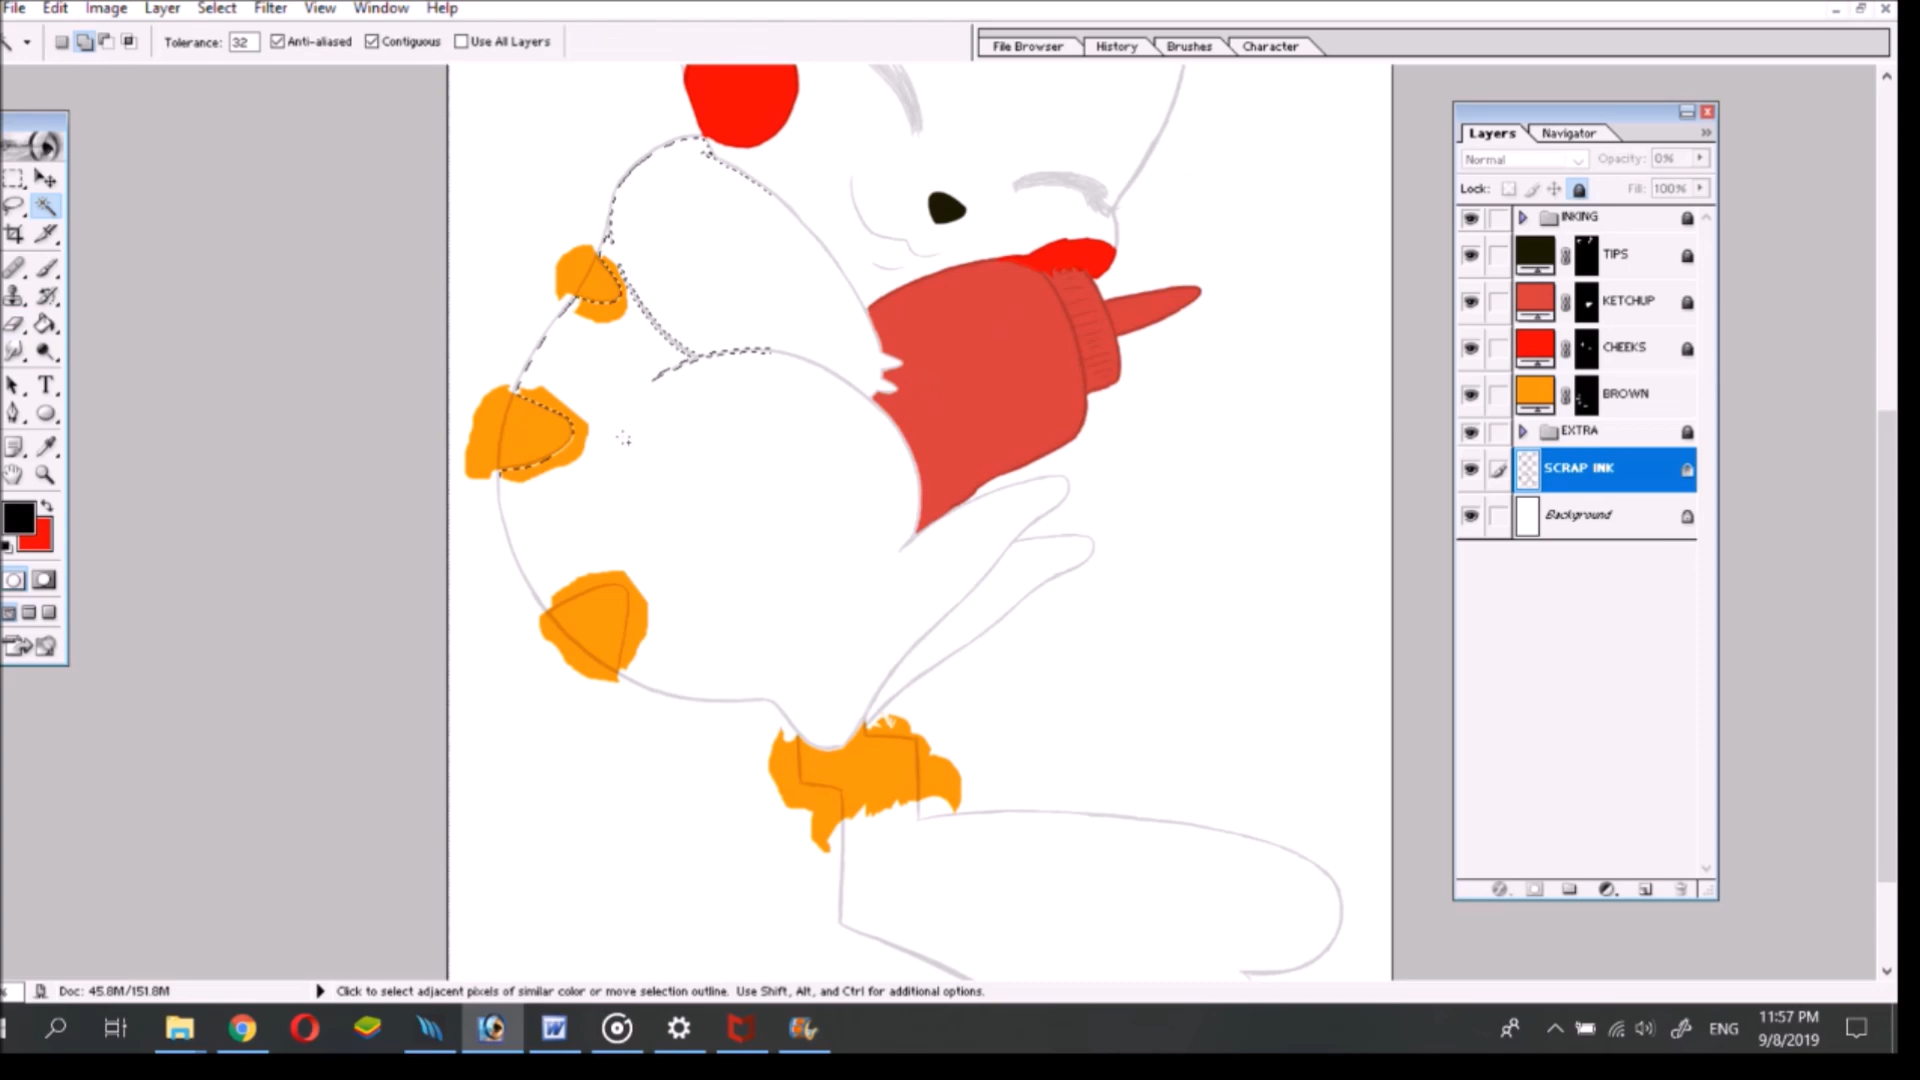 File Edit Image Layer Select Filter View Window Help
Tolerance: 32 Anti-aliased Contiguous Use All Layers
File Browser History Brushes Character
Layers Navigator
Normal Opacity: 0%
Lock: Fill: 100%
INKING
TIPS
KETCHUP
CHEEKS
BROWN
EXTRA
SCRAP INK
Background
T
Doc: 45.8M/151.8M Click to select adjacent pixels of similar color or move selection outline. Use Shift, Alt, and Ctrl for additional options.
W
ENG
11:57 PM
9/8/2019